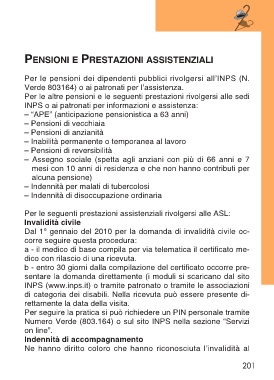 PENSIONI E PRESTAZIONI ASSISTENZIALI
Per le pensioni dei dipendenti pubblici rivolgersi all'INPS (N.
Verde 803164) o ai patronati per l'assistenza.
Per le altre pensioni e le seguenti prestazioni rivolgersi alle sedi
INPS o ai patronati per informazioni e assistenza:
– "APE" (anticipazione pensionistica a 63 anni)
– Pensioni di vecchiaia
– Pensioni di anzianità
– Inabilità permanente o temporanea al lavoro
– Pensioni di reversibilità
– Assegno sociale (spetta agli anziani con più di 66 anni e 7
mesi con 10 anni di residenza e che non hanno contributi per
alcuna pensione)
– Indennità per malati di tubercolosi
– Indennità di disoccupazione ordinaria
Per le seguenti prestazioni assistenziali rivolgersi alle ASL:
Invalidità civile
Dal 1° gennaio del 2010 per la domanda di invalidità civile oc-
corre seguire questa procedura:
a - il medico di base compila per via telematica il certificato me-
dico con rilascio di una ricevuta.
b - entro 30 giorni dalla compilazione del certificato occorre pre-
sentare la domanda direttamente (i moduli si scaricano dal sito
INPS (www.inps.it) o tramite patronato o tramite le associazioni
di categoria dei disabili. Nella ricevuta può essere presente di-
rettamente la data della visita.
Per seguire la pratica si può richiedere un PIN personale tramite
Numero Verde (803.164) o sul sito INPS nella sezione "Servizi
on line".
Indennità di accompagnamento
Ne hanno diritto coloro che hanno riconosciuta l'invalidità al
201